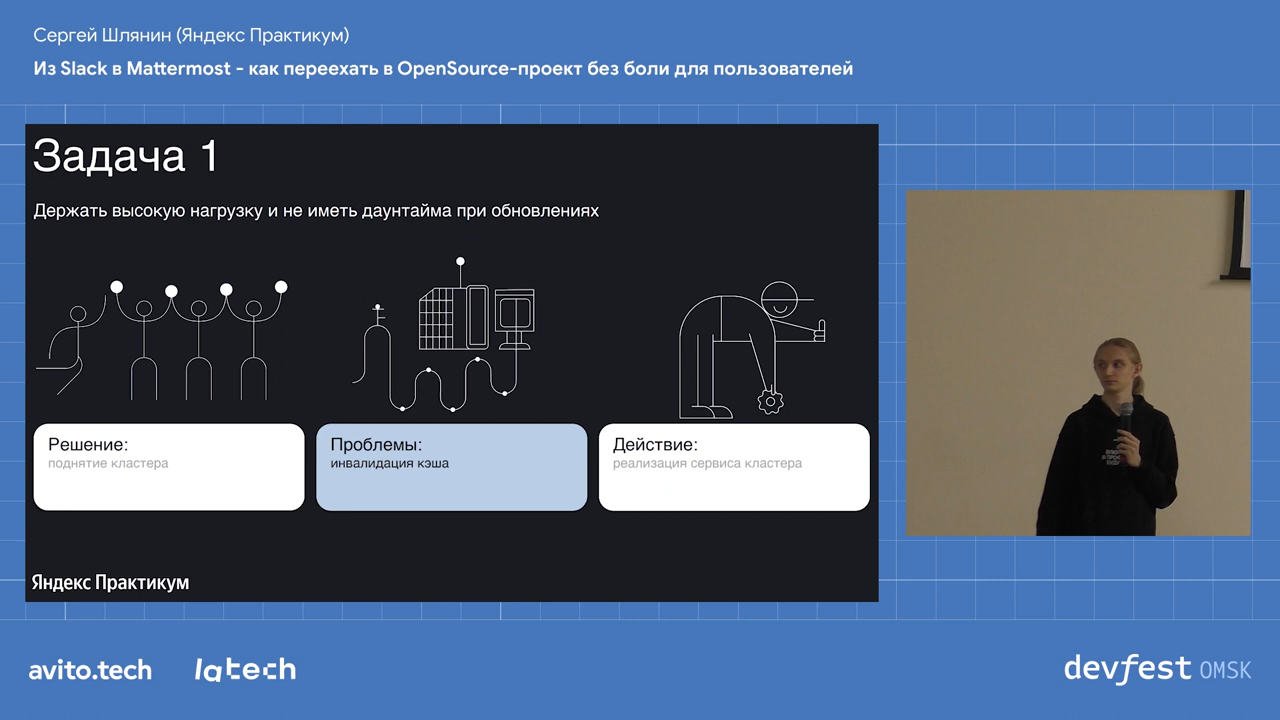 Сергей Шлянин (Яндекс Практикум)
Из Slack в Mattermost - как переехать в OpenSource-проект без боли для пользователей
Задача 1
Держать высокую нагрузку и не иметь даунтайма при обновлениях
Решение:
поднятие кластера
Проблемы:
инвалидация кэша
Действие:
реализация сервиса кластера
Яндекс Практикум
avito.tech
latech
devfest OMSK